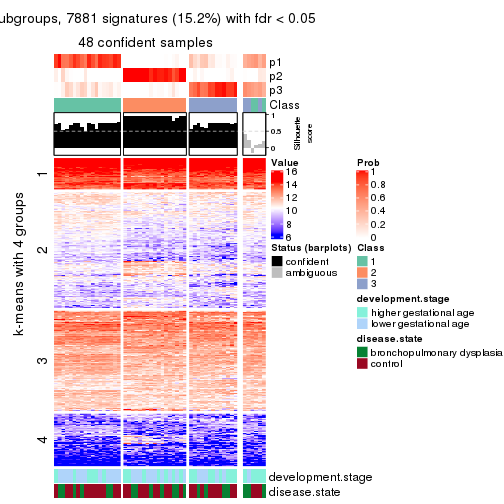 ubgroups, 7881 signatures (15.2%) with fdr < 0.05
48 confident samples
p1
p2
p3
Class
1
0.5
0
Silhouette
score
k-means with 4 groups
1
2
3
4
Value
16
14
12
10
8
6
Prob
1
0.8
0.6
0.4
0.2
0
Status (barplots)
confident
ambiguous
Class
1
2
3
development.stage
higher gestational age
lower gestational age
disease.state
bronchopulmonary dysplasia
control
development.stage
disease.state